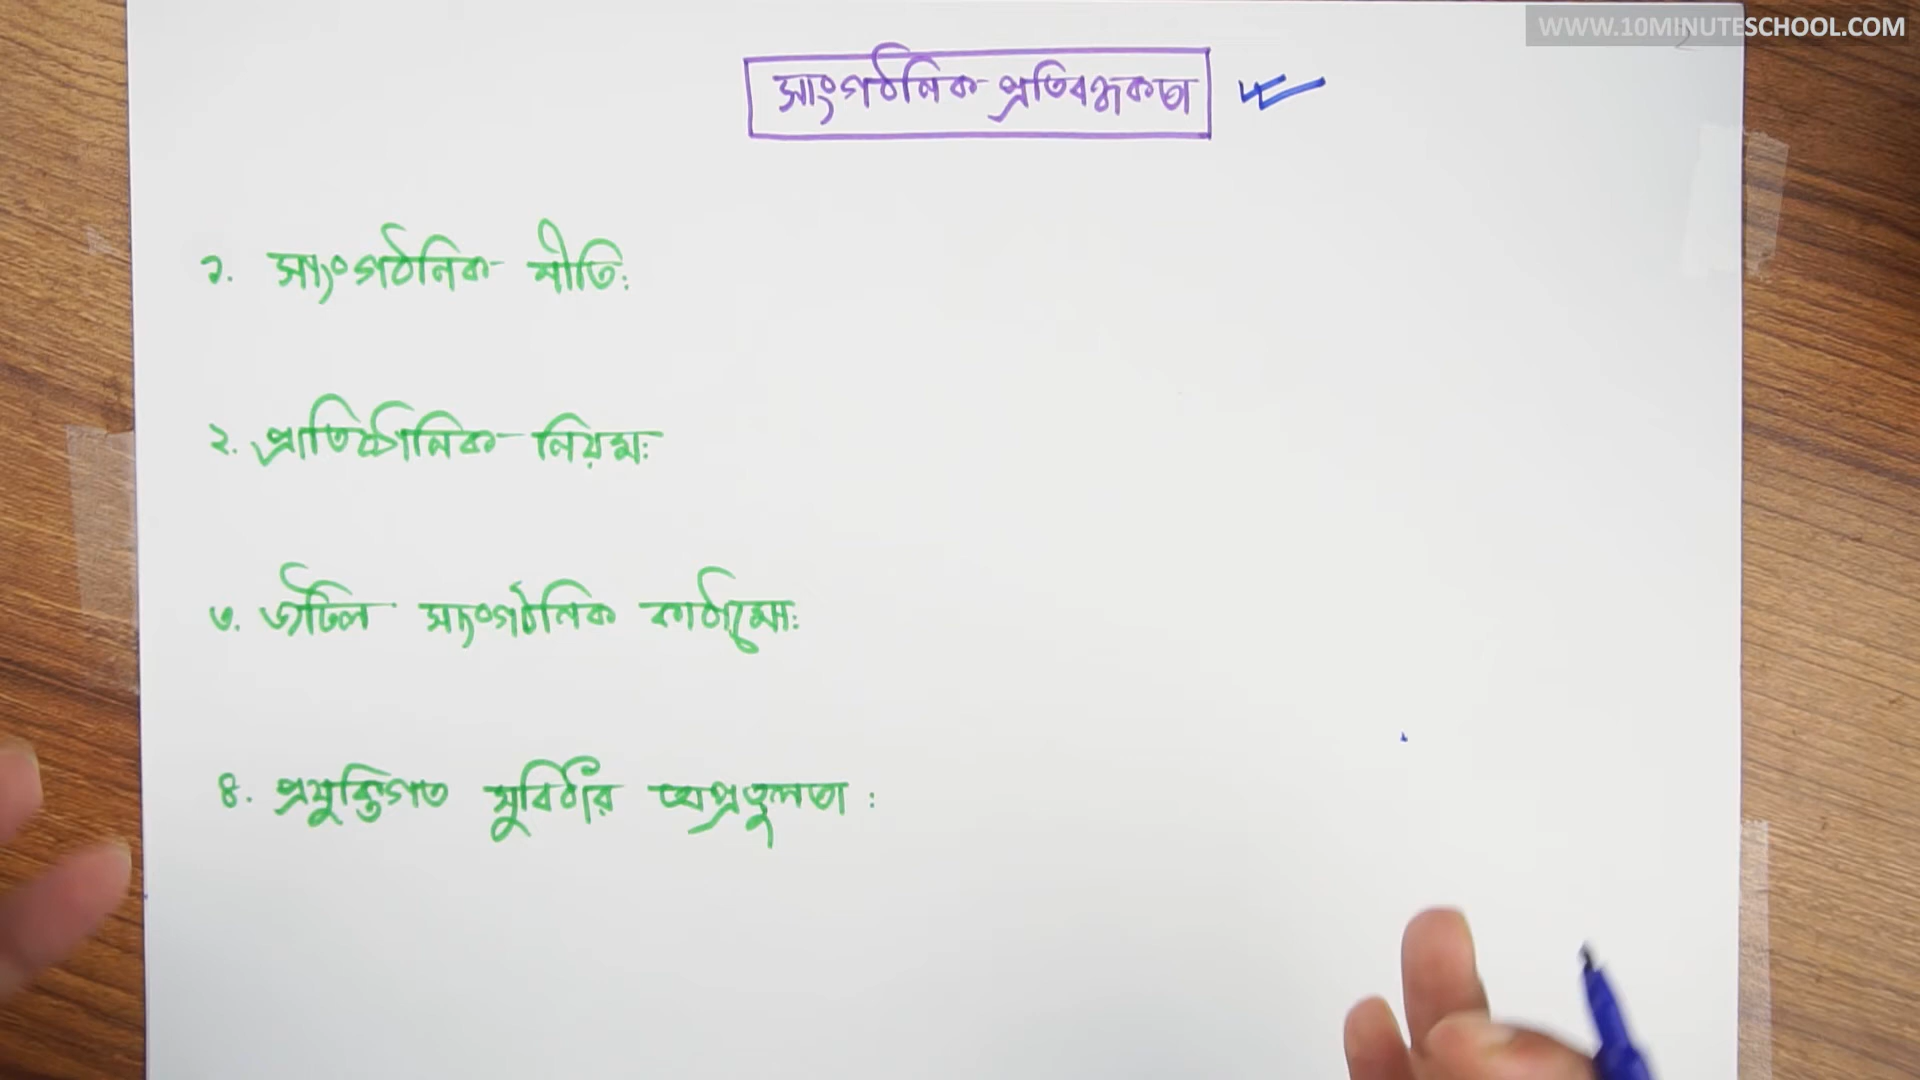 WWW.10MINUTESCHOOL.COM
সাংগঠনিক প্রতিবন্ধকতা
১. সাংগঠনিক নীতি:
২. প্রাতিষ্ঠানিক নিয়ম:
৩. জটিল সাংগঠনিক কাঠামো:
৪. প্রযুক্তিগত সুবিধার অপ্রতুলতা :